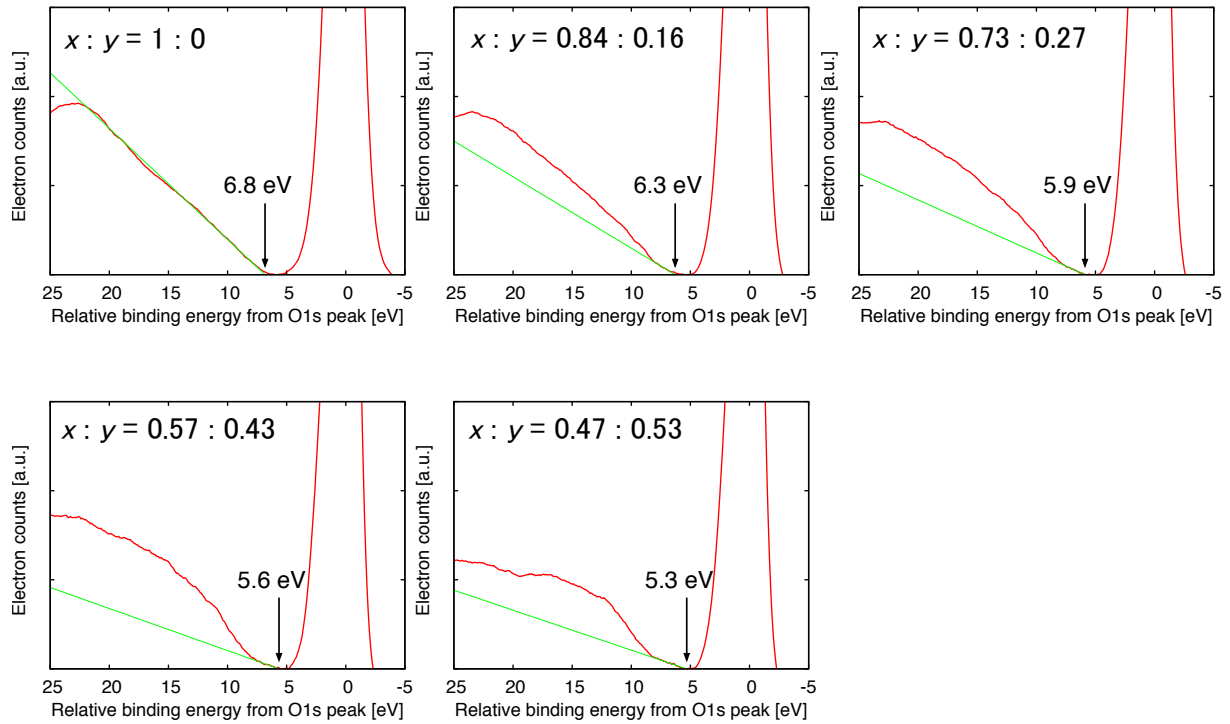 x : y = 1 : 0
6.8 eV
Electron counts [a.u.]
25 20 15 10 5 0 -5
Relative binding energy from O1s peak [eV]
x : y = 0.84 : 0.16
6.3 eV
Electron counts [a.u.]
25 20 15 10 5 0 -5
Relative binding energy from O1s peak [eV]
x : y = 0.73 : 0.27
5.9 eV
Electron counts [a.u.]
25 20 15 10 5 0 -5
Relative binding energy from O1s peak [eV]
x : y = 0.57 : 0.43
5.6 eV
Electron counts [a.u.]
25 20 15 10 5 0 -5
Relative binding energy from O1s peak [eV]
x : y = 0.47 : 0.53
5.3 eV
Electron counts [a.u.]
25 20 15 10 5 0 -5
Relative binding energy from O1s peak [eV]